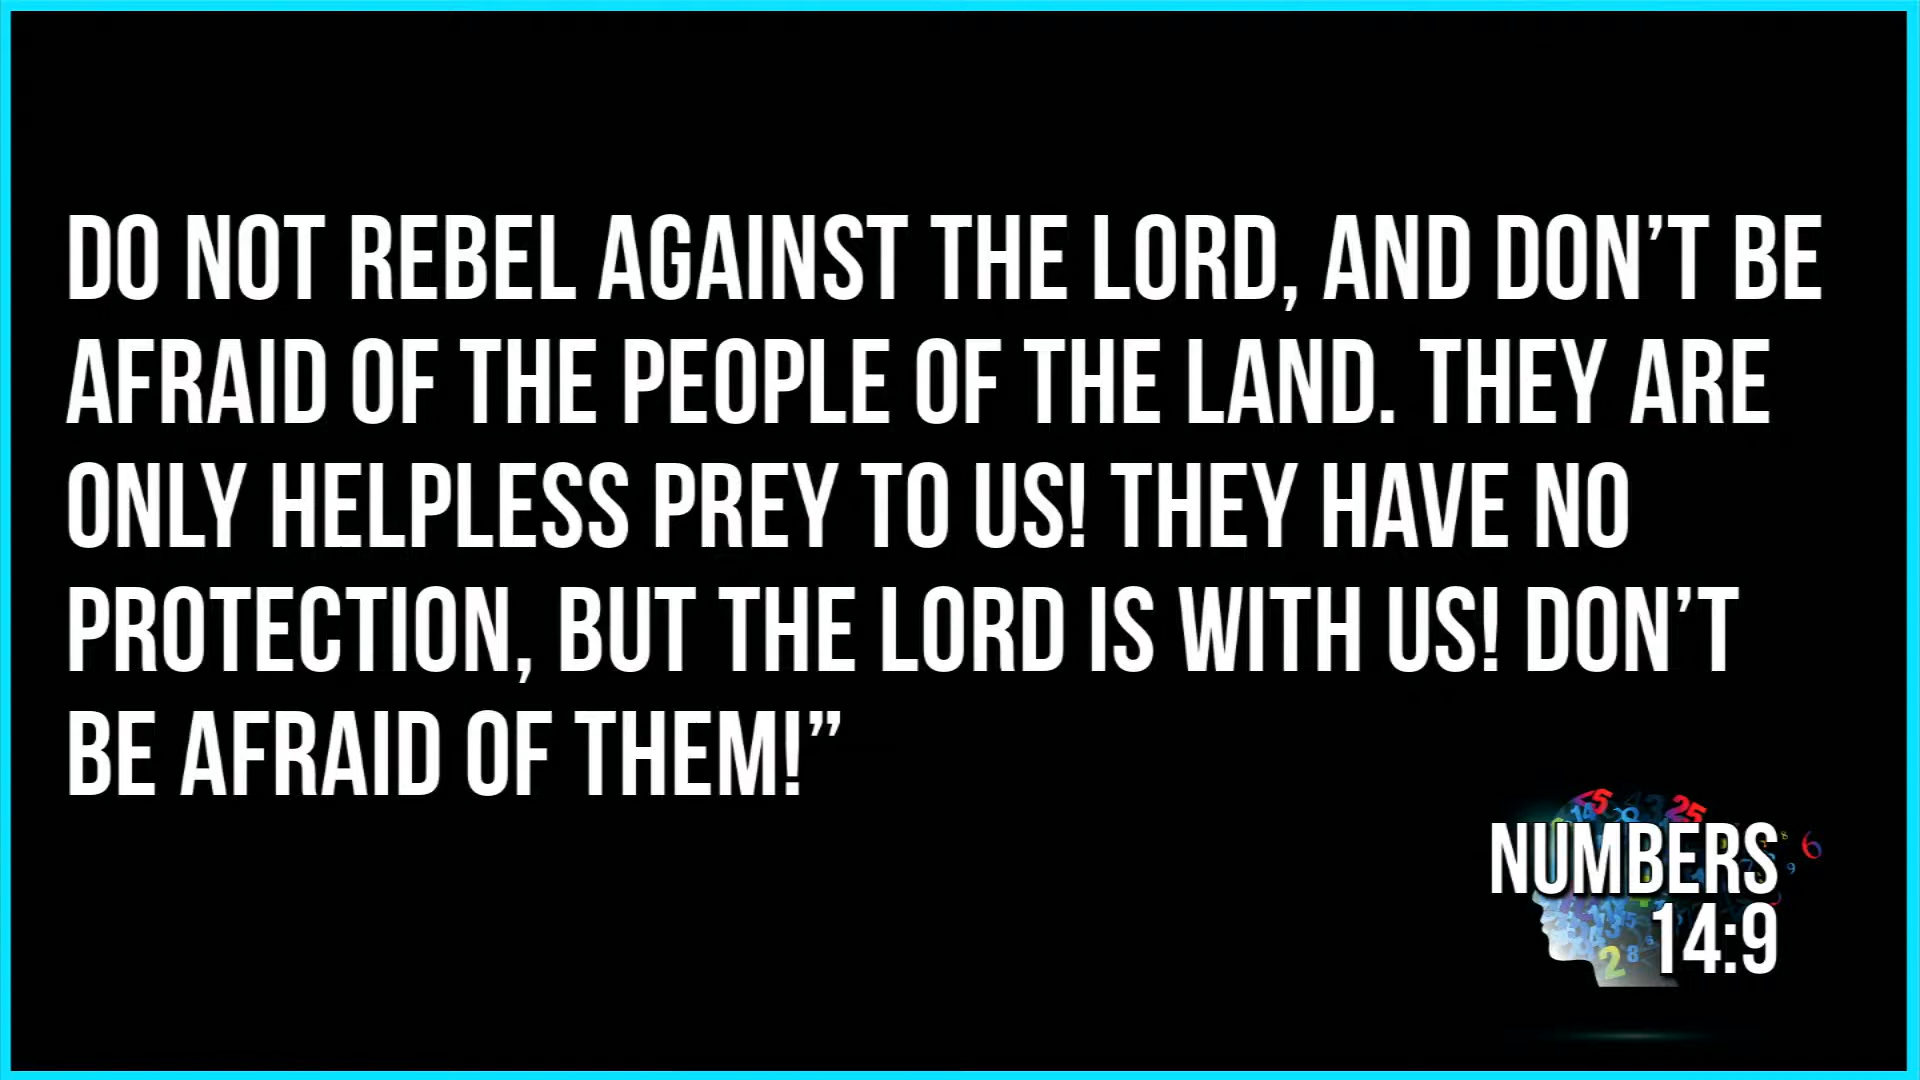 DO NOT REBEL AGAINST THE LORD, AND DON’T BE
AFRAID OF THE PEOPLE OF THE LAND. THEY ARE
ONLY HELPLESS PREY TO US! THEY HAVE NO
PROTECTION, BUT THE LORD IS WITH US! DON’T
BE AFRAID OF THEM!”
NUMBERS
14:9